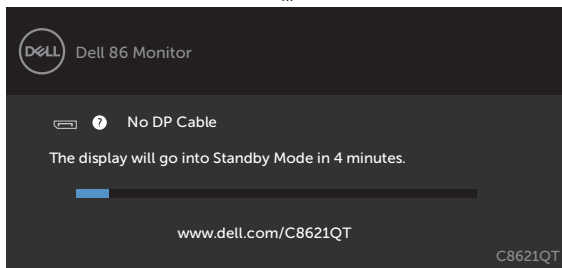 ...
DELL Dell 86 Monitor
? No DP Cable
The display will go into Standby Mode in 4 minutes.
www.dell.com/C8621QT
C8621QT